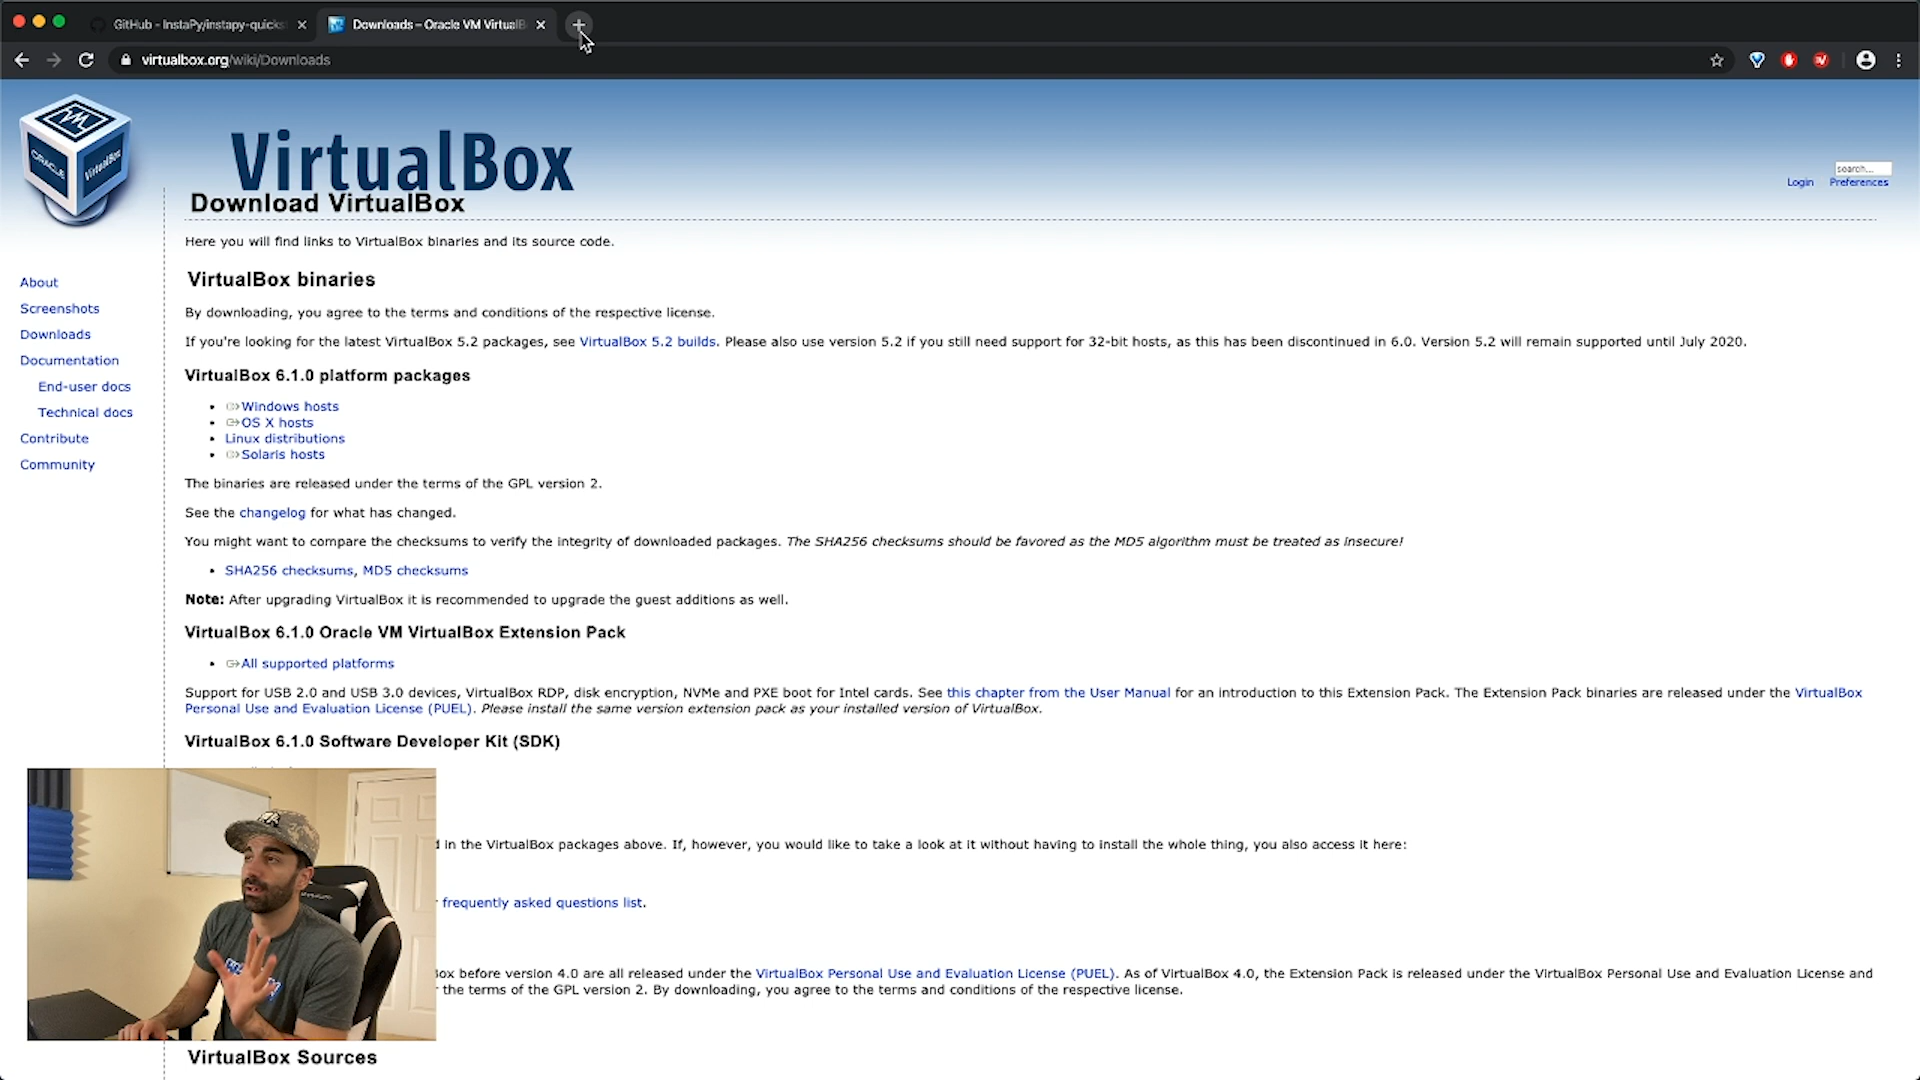 GitHub - InstaPy/instapy-quicks
Downloads – Oracle VM VirtualB
virtualbox.org/wiki/Downloads
ORACLE
VirtualBox
VirtualBox
search...
Login
Preferences
Download VirtualBox
Here you will find links to VirtualBox binaries and its source code.
About
Screenshots
Downloads
Documentation
End-user docs
Technical docs
Contribute
Community
VirtualBox binaries
By downloading, you agree to the terms and conditions of the respective license.
If you're looking for the latest VirtualBox 5.2 packages, see VirtualBox 5.2 builds. Please also use version 5.2 if you still need support for 32-bit hosts, as this has been discontinued in 6.0. Version 5.2 will remain supported until July 2020.
VirtualBox 6.1.0 platform packages
Windows hosts
OS X hosts
Linux distributions
Solaris hosts
The binaries are released under the terms of the GPL version 2.
See the changelog for what has changed.
You might want to compare the checksums to verify the integrity of downloaded packages. The SHA256 checksums should be favored as the MD5 algorithm must be treated as insecure!
SHA256 checksums, MD5 checksums
Note: After upgrading VirtualBox it is recommended to upgrade the guest additions as well.
VirtualBox 6.1.0 Oracle VM VirtualBox Extension Pack
All supported platforms
Support for USB 2.0 and USB 3.0 devices, VirtualBox RDP, disk encryption, NVMe and PXE boot for Intel cards. See this chapter from the User Manual for an introduction to this Extension Pack. The Extension Pack binaries are released under the VirtualBox
Personal Use and Evaluation License (PUEL). Please install the same version extension pack as your installed version of VirtualBox.
VirtualBox 6.1.0 Software Developer Kit (SDK)
in the VirtualBox packages above. If, however, you would like to take a look at it without having to install the whole thing, you also access it here:
frequently asked questions list.
ox before version 4.0 are all released under the VirtualBox Personal Use and Evaluation License (PUEL). As of VirtualBox 4.0, the Extension Pack is released under the VirtualBox Personal Use and Evaluation License and
the terms of the GPL version 2. By downloading, you agree to the terms and conditions of the respective license.
VirtualBox Sources